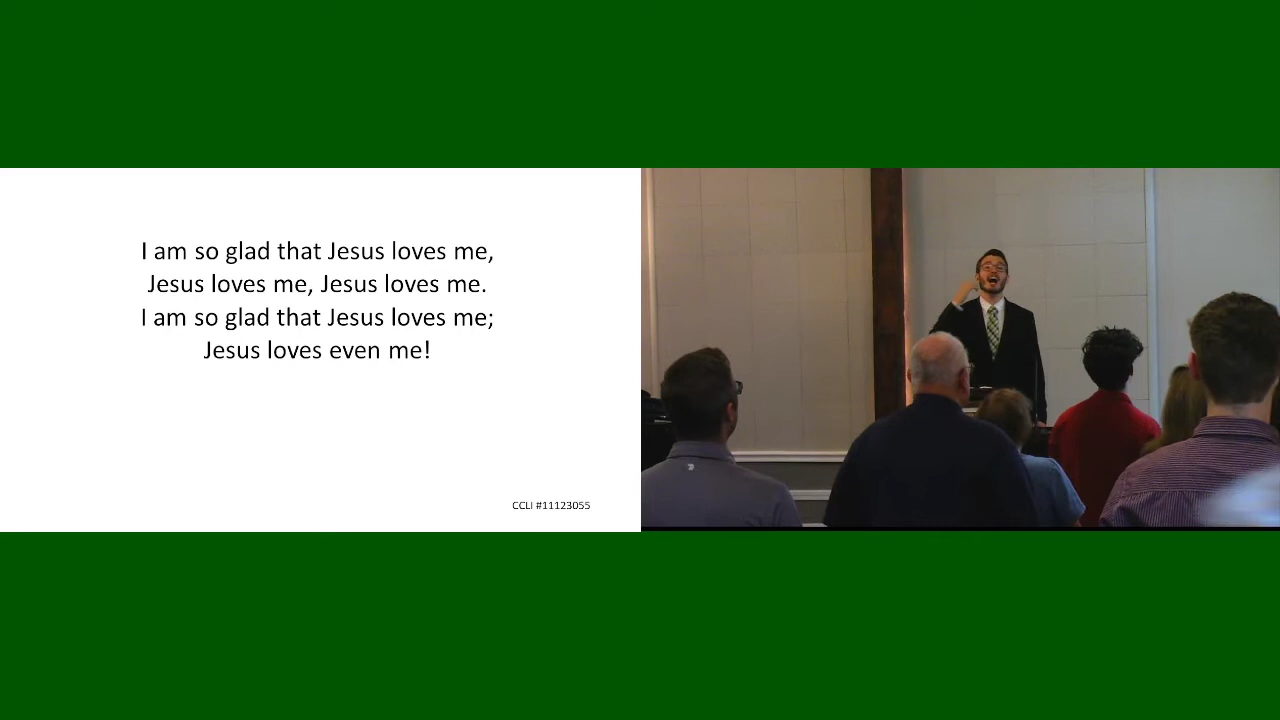 I am so glad that Jesus loves me,
Jesus loves me, Jesus loves me.
I am so glad that Jesus loves me;
Jesus loves even me!
CCLI #11123055